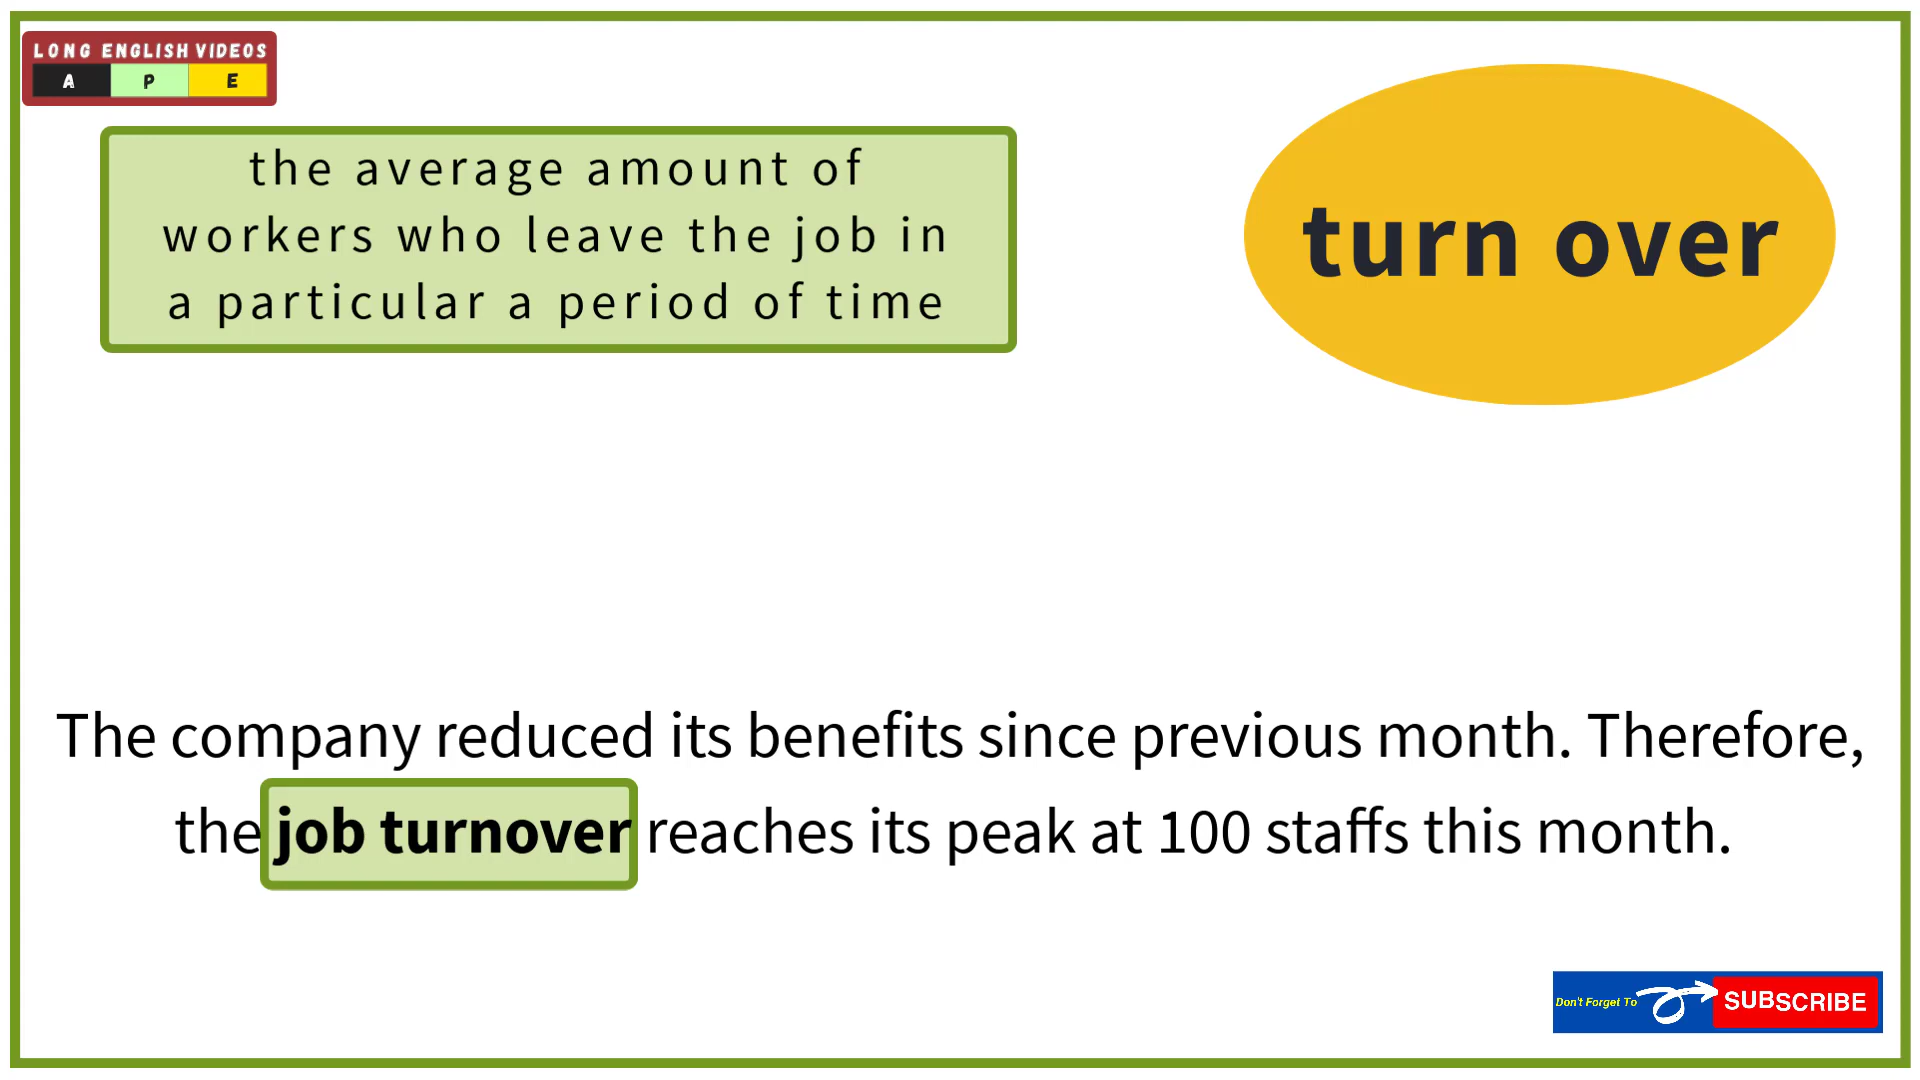 LONG ENGLISH VIDEOS
A P E
the average amount of
workers who leave the job in
a particular a period of time
turn over
The company reduced its benefits since previous month. Therefore,
the job turnover reaches its peak at 100 staffs this month.
Don't Forget To SUBSCRIBE